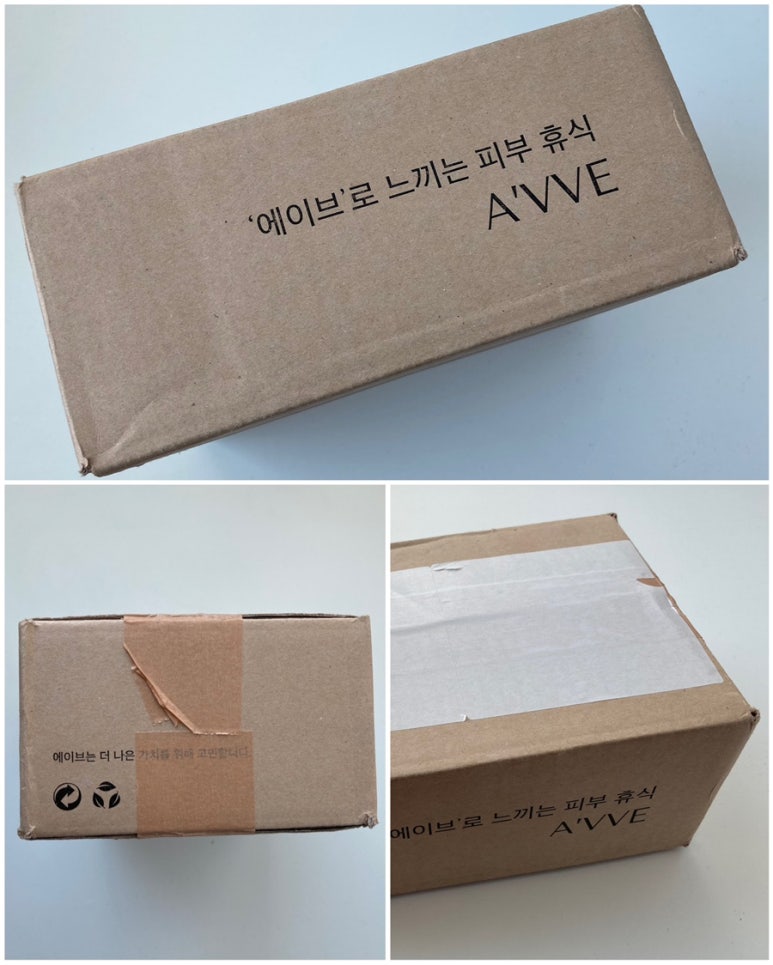 ‘에이브’로 느끼는 피부 휴식
A'VVE
에이브는 더 나은 가치를 위해 고민합니다.
에이브’로 느끼는 피부 휴식
A'VVE